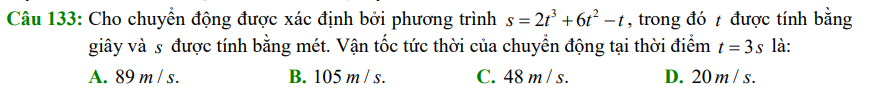 Câu 133: Cho chuyển động được xác định bởi phương trình s = 2t³ + 6t² − t, trong đó t được tính bằng
giây và s được tính bằng mét. Vận tốc tức thời của chuyển động tại thời điểm t = 3s là:
A. 89 m / s. B. 105 m / s. C. 48 m / s. D. 20 m / s.